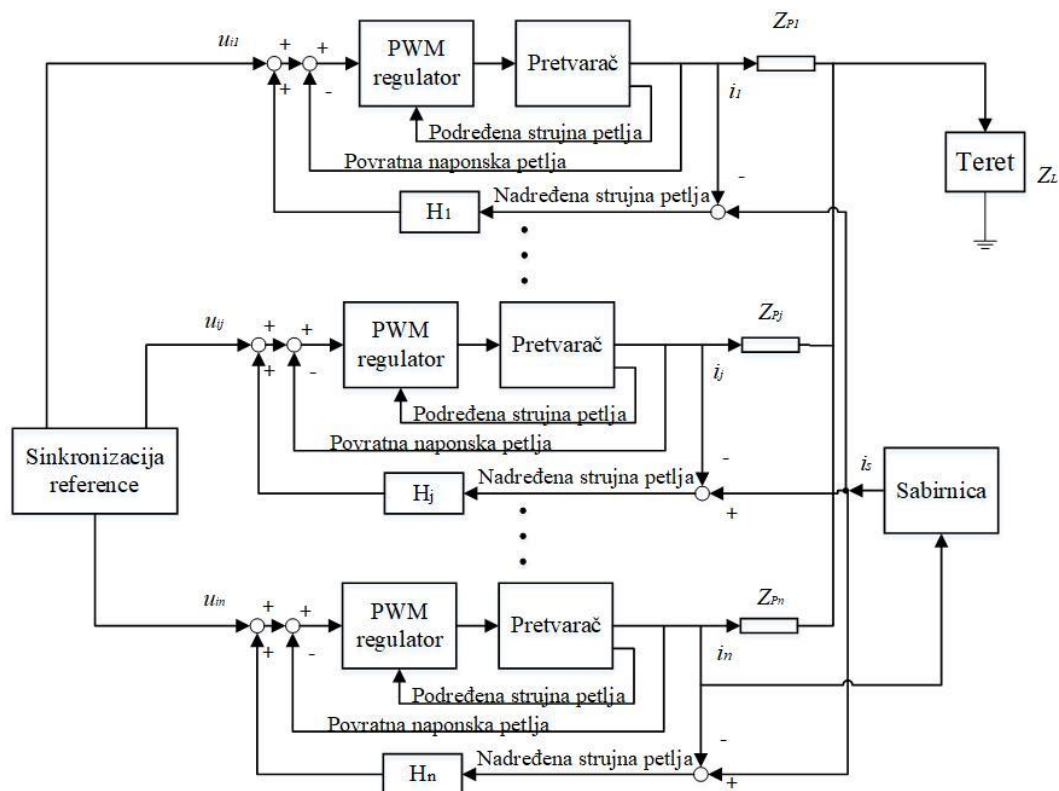 Z_P1
u_i1
+
+
PWM
regulator
Pretvarač
+
-
i_1
Podređena strujna petlja
Povratna naponska petlja
Teret
Z_L
-
H_1
Nadređena strujna petlja
+
Z_Pj
u_ij
+
+
PWM
regulator
Pretvarač
+
-
i_j
Podređena strujna petlja
Povratna naponska petlja
Sinkronizacija
reference
-
H_j
Nadređena strujna petlja
+
i_s
Sabirnica
Z_Pn
u_in
+
+
PWM
regulator
Pretvarač
+
-
i_n
Podređena strujna petlja
Povratna naponska petlja
-
H_n
Nadređena strujna petlja
+